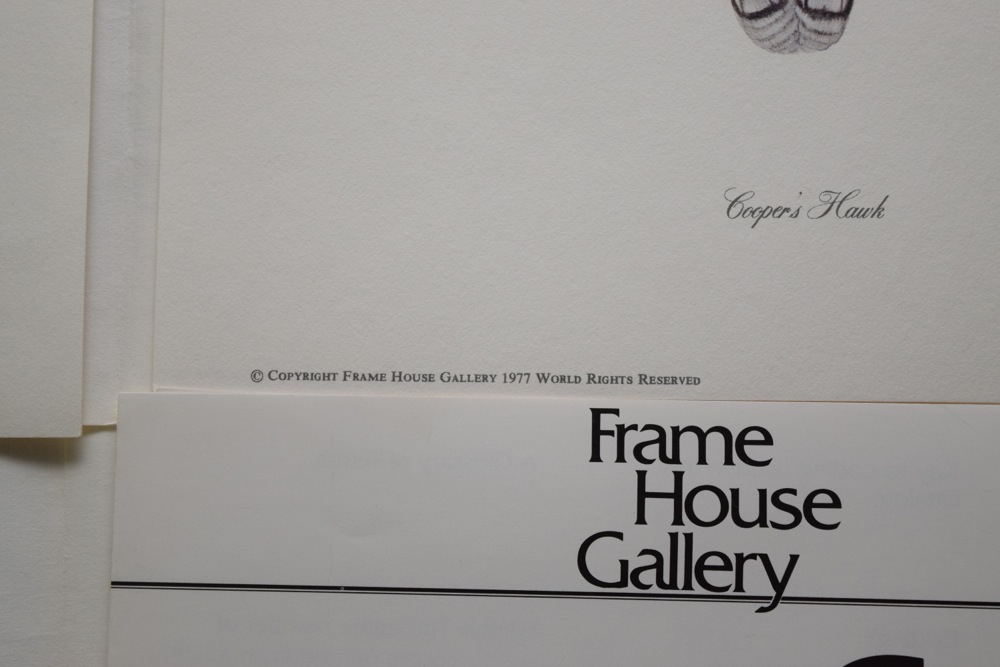 Cooper's Hawk
© Copyright Frame House Gallery 1977 World Rights Reserved
Frame
House
Gallery